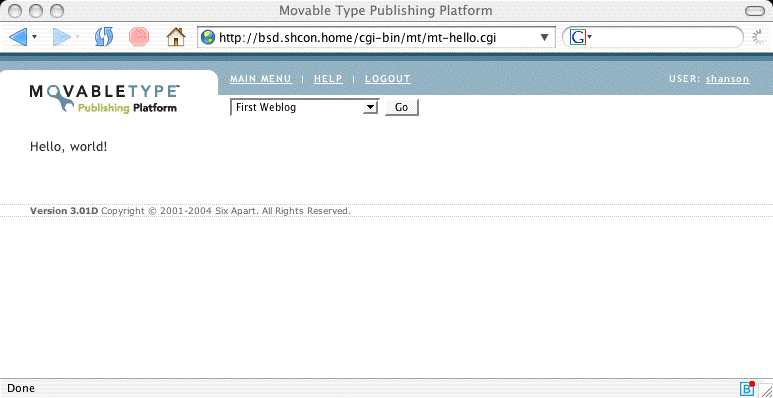 Movable Type Publishing Platform
http://bsd.shcon.home/cgi-bin/mt/mt-hello.cgi
G
MOVABLETYPE™
Publishing Platform
MAIN MENU | HELP | LOGOUT
USER: shanson
First Weblog
Go
Hello, world!
Version 3.01D Copyright © 2001-2004 Six Apart. All Rights Reserved.
Done
B